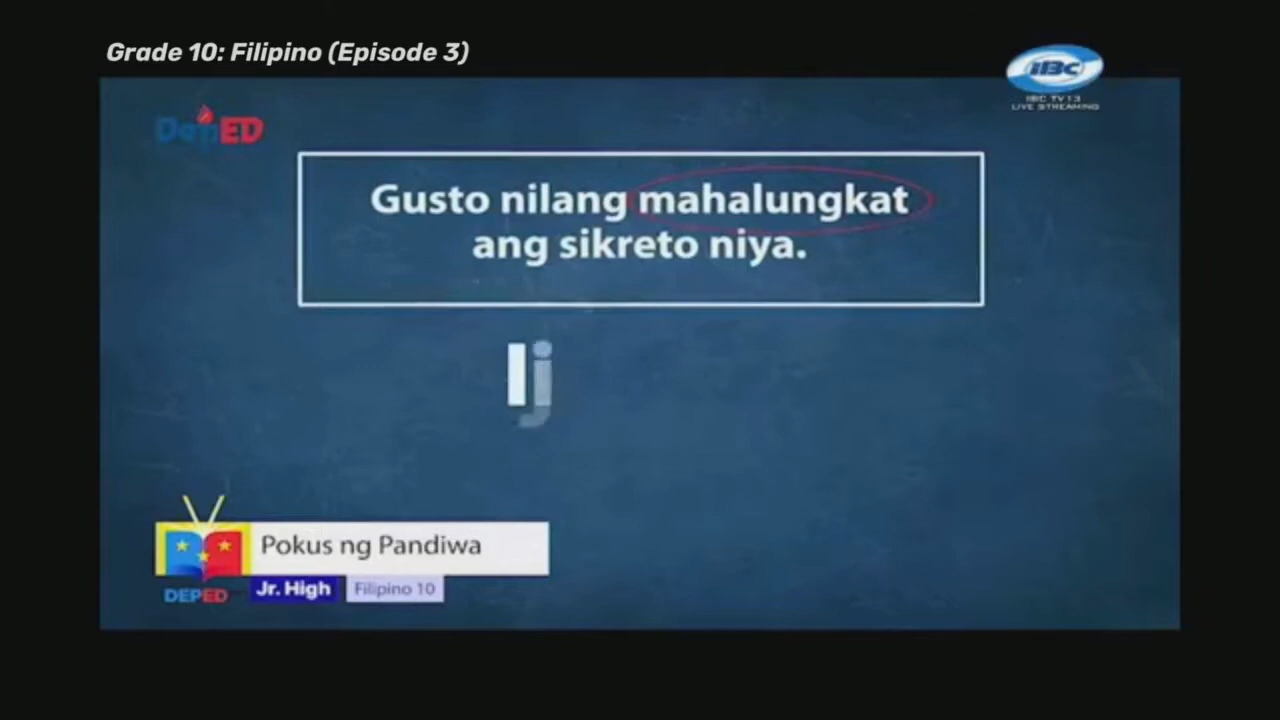 Grade 10: Filipino (Episode 3)
iBC
IBC TV13
LIVE STREAMING
DepED
Gusto nilang mahalungkat
ang sikreto niya.
Pokus ng Pandiwa
Jr. High
Filipino 10
DEPED